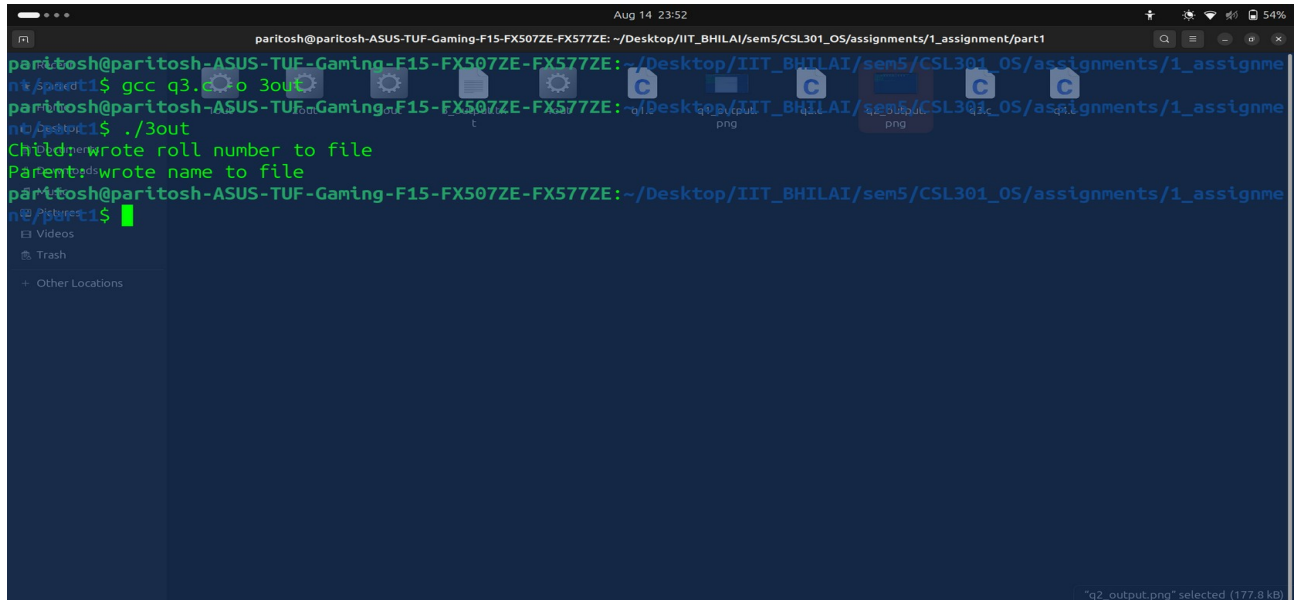 Aug 14 23:52
54%
paritosh@paritosh-ASUS-TUF-Gaming-F15-FX507ZE-FX577ZE: ~/Desktop/IIT_BHILAI/sem5/CSL301_OS/assignments/1_assignment/part1
paritosh@paritosh-ASUS-TUF-Gaming-F15-FX507ZE-FX577ZE:~/Desktop/IIT_BHILAI/sem5/CSL301_OS/assignments/1_assignme
nt/part1$ gcc q3.c -o 3out
paritosh@paritosh-ASUS-TUF-Gaming-F15-FX507ZE-FX577ZE:~/Desktop/IIT_BHILAI/sem5/CSL301_OS/assignments/1_assignme
nt/part1$ ./3out
Child: wrote roll number to file
Parent: wrote name to file
paritosh@paritosh-ASUS-TUF-Gaming-F15-FX507ZE-FX577ZE:~/Desktop/IIT_BHILAI/sem5/CSL301_OS/assignments/1_assignme
nt/part1$
Videos
Trash
+ Other Locations
"q2_output.png" selected (177.8 kB)